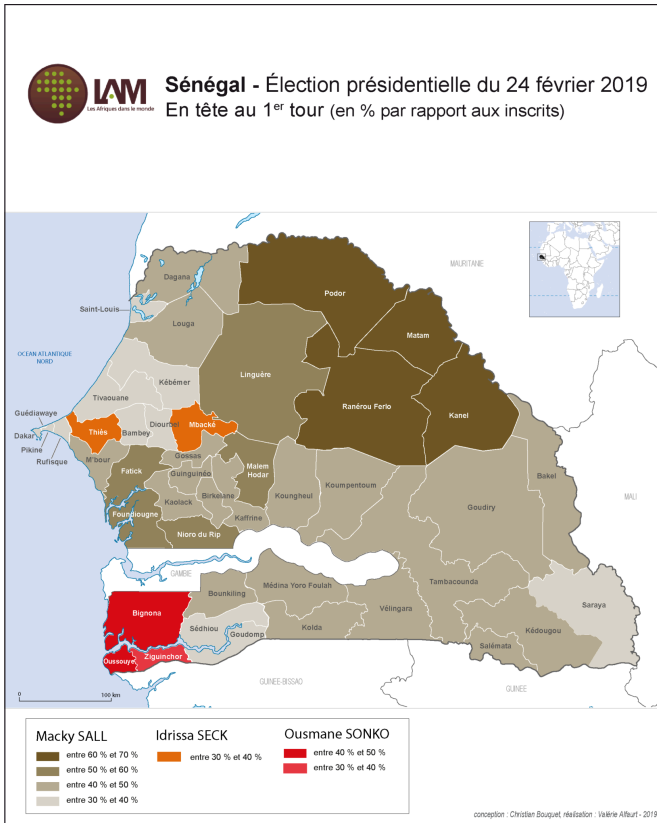 LAM
Les Afriques dans le monde
Sénégal - Élection présidentielle du 24 février 2019
En tête au 1er tour (en % par rapport aux inscrits)
MAURITANIE
Dagana
Podor
Saint-Louis
Louga
Matam
OCEAN ATLANTIQUE
NORD
Linguère
Kébémer
Tivaouane
Ranérou Ferlo
Kanel
Guédiawaye
Thiès
Diourbel
Mbacké
Dakar
Bambey
Pikine
Rufisque
M'bour
Gossas
Fatick
Guinguinéo
Malem
Hodar
Bakel
Koumpentoum
Koungheul
Birkelane
Kaolack
MALI
Goudiry
Foundiougne
Kaffrine
Nioro du Rip
GAMBIE
Médina Yoro Foulah
Tambacounda
Bounkiling
Saraya
Bignona
Vélingara
Sédhiou
Goudomp
Kolda
Kédougou
Salémata
Oussouye
Ziguinchor
GUINEE-BISSAO
GUINEE
0
100 km
Macky SALL
entre 60 % et 70 %
entre 50 % et 60 %
entre 40 % et 50 %
entre 30 % et 40 %
Idrissa SECK
entre 30 % et 40 %
Ousmane SONKO
entre 40 % et 50 %
entre 30 % et 40 %
conception : Christian Bouquet, réalisation : Valérie Alfaurt - 2019